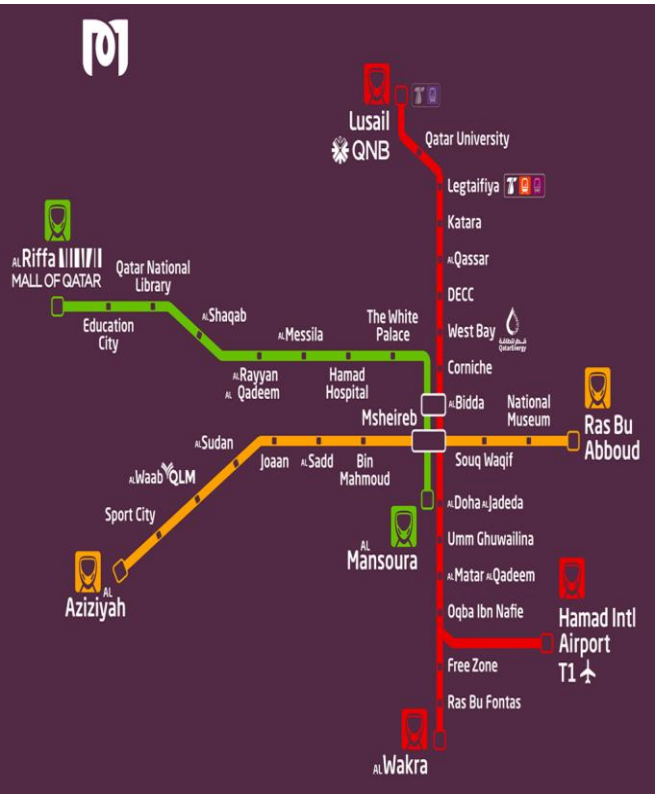 Lusail
QNB
Qatar University
Legtaifiya
Katara
AL Qassar
DECC
West Bay
قطر للطاقة
QatarEnergy
Corniche
AL Bidda
AL Riffa
MALL OF QATAR
Education
City
Qatar National
Library
AL Shaqab
AL Rayyan
AL Qadeem
AL Messila
Hamad
Hospital
The White
Palace
Msheireb
AL Mansoura
Ras Bu
Abboud
National
Museum
Souq Waqif
Bin
Mahmoud
AL Sadd
Joaan
AL Sudan
AL Waab QLM
Sport City
AL
Aziziyah
AL Doha AL Jadeda
Umm Ghuwailina
AL Matar AL Qadeem
Oqba Ibn Nafie
Hamad Intl
Airport
T1
Free Zone
Ras Bu Fontas
AL Wakra